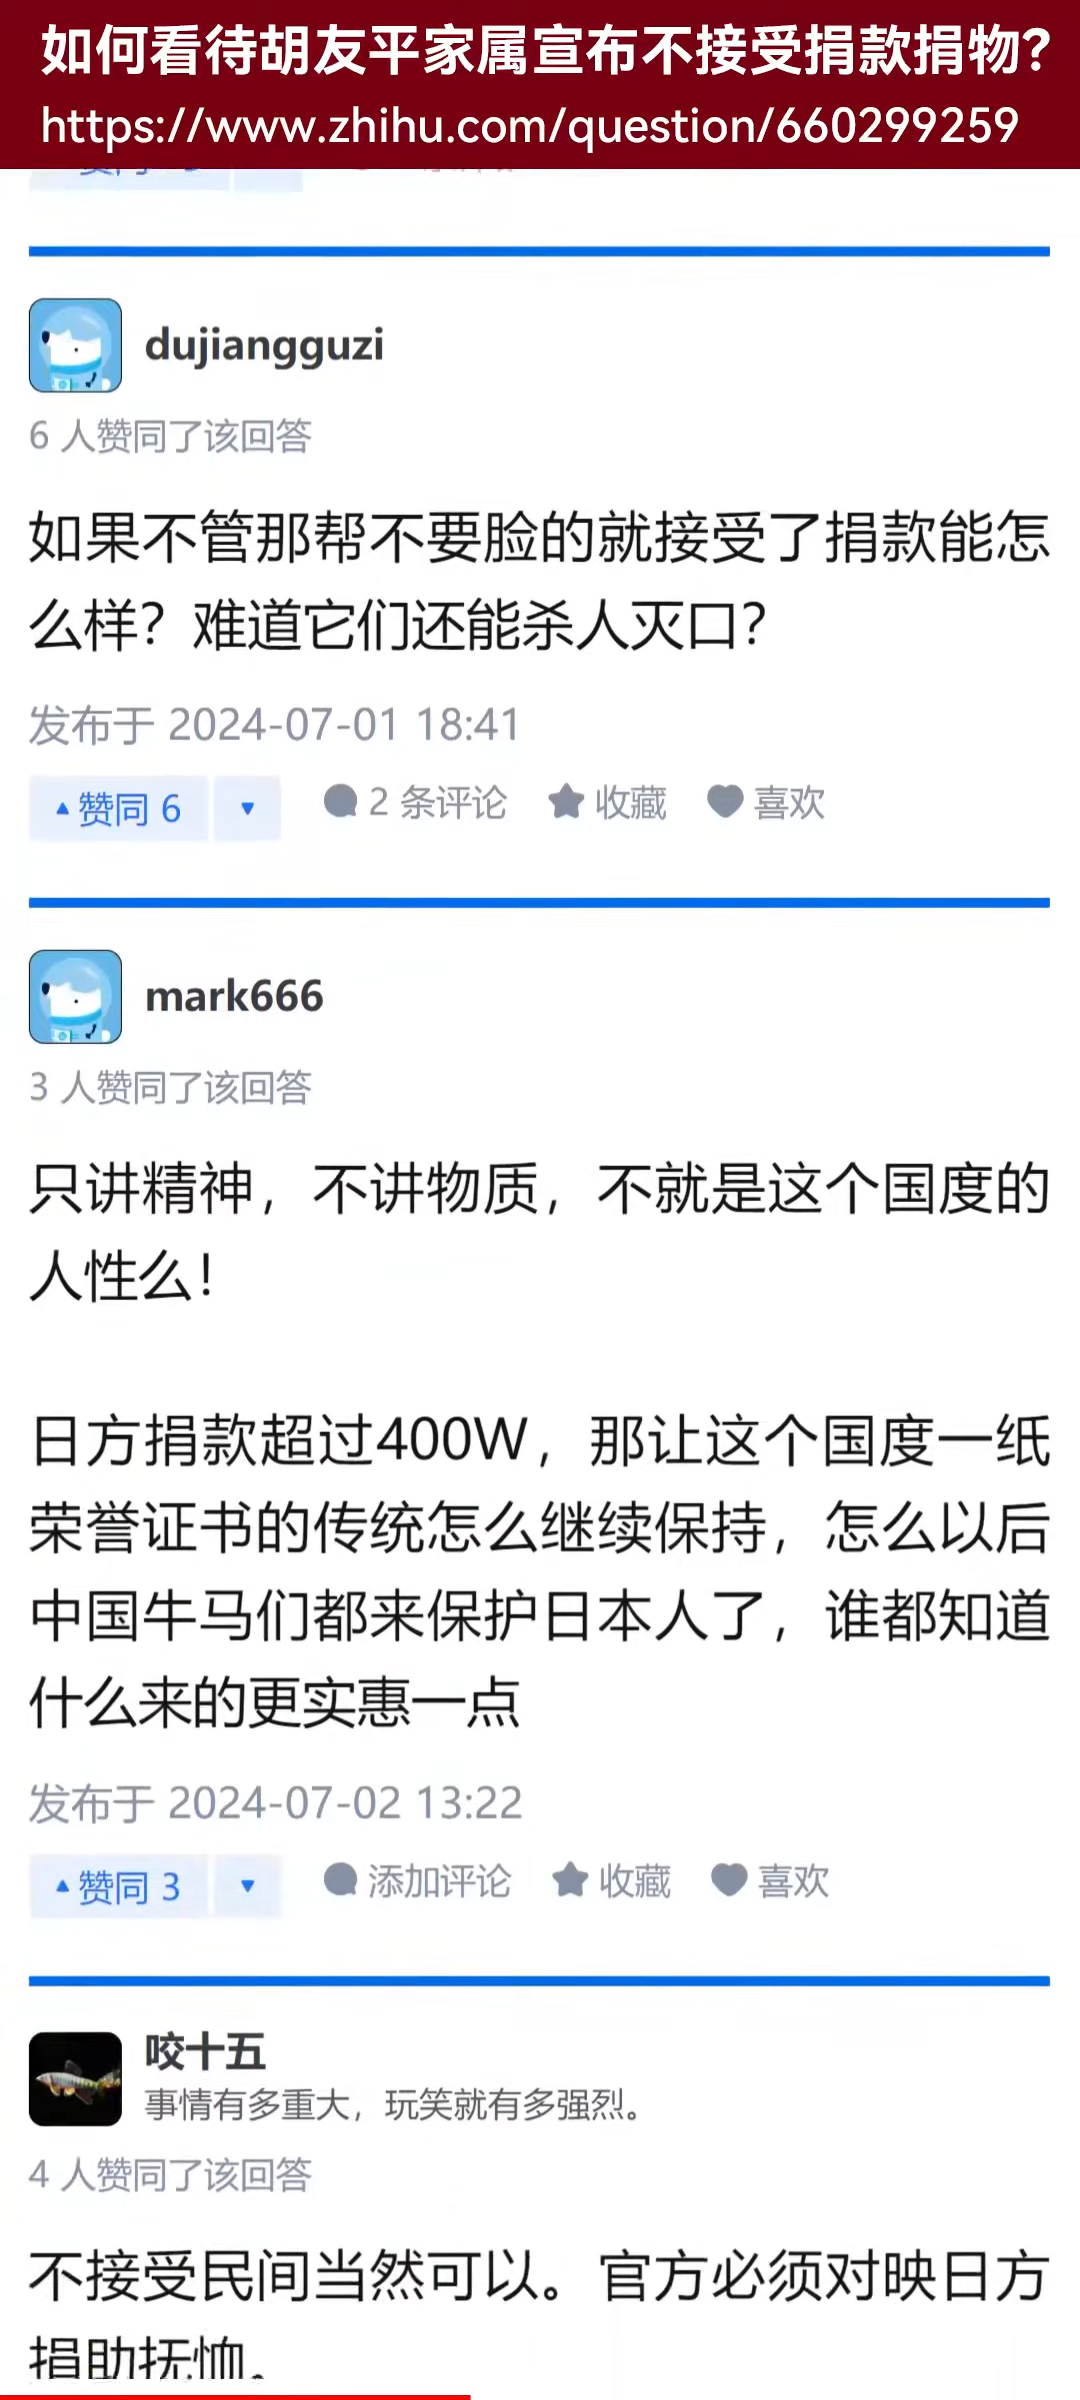 如何看待胡友平家属宣布不接受捐款捐物?
https://www.zhihu.com/question/660299259
dujiangguzi
6 人赞同了该回答
如果不管那帮不要脸的就接受了捐款能怎
么样？难道它们还能杀人灭口？
发布于 2024-07-01 18:41
赞同 6 2 条评论 收藏 喜欢
mark666
3 人赞同了该回答
只讲精神，不讲物质，不就是这个国度的
人性么！
日方捐款超过400W，那让这个国度一纸
荣誉证书的传统怎么继续保持，怎么以后
中国牛马们都来保护日本人了，谁都知道
什么来的更实惠一点
发布于 2024-07-02 13:22
赞同 3 添加评论 收藏 喜欢
咬十五
事情有多重大，玩笑就有多强烈。
4 人赞同了该回答
不接受民间当然可以。官方必须对映日方
捐助抚恤。